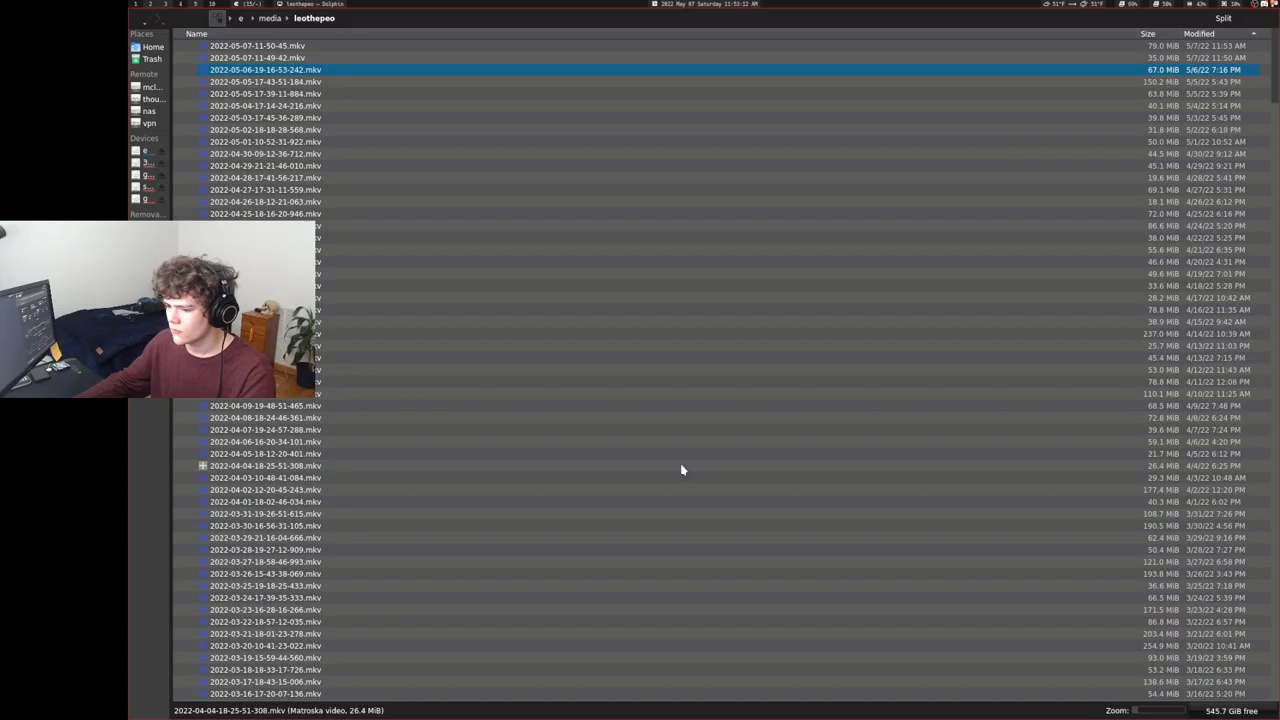 1 2 3 4 5 10 (15/-) leothepeo — Dolphin 2022 May 07 Saturday 11:53:12 AM 51°F 51°F
e media leothepeo Split
Places Name Size Modified
2022-05-07-11-50-45.mkv 79.0 MiB 5/7/22 11:53 AM
Home
2022-05-07-11-49-42.mkv 35.0 MiB 5/7/22 11:50 AM
Trash
2022-05-06-19-16-53-242.mkv 67.0 MiB 5/6/22 7:16 PM
Remote
2022-05-05-17-43-51-184.mkv 150.2 MiB 5/5/22 5:43 PM
mcl...
2022-05-05-17-39-11-884.mkv 63.8 MiB 5/5/22 5:39 PM
thou...
2022-05-04-17-14-24-216.mkv 40.1 MiB 5/4/22 5:14 PM
nas
2022-05-03-17-45-36-289.mkv 39.8 MiB 5/3/22 5:45 PM
vpn
2022-05-02-18-18-28-568.mkv 31.8 MiB 5/2/22 6:18 PM
Devices
2022-05-01-10-52-31-922.mkv 50.0 MiB 5/1/22 10:52 AM
e
2022-04-30-09-12-36-712.mkv 44.5 MiB 4/30/22 9:12 AM
3...
2022-04-29-21-21-46-010.mkv 45.1 MiB 4/29/22 9:21 PM
g...
2022-04-28-17-41-56-217.mkv 19.6 MiB 4/28/22 5:41 PM
s...
2022-04-27-17-31-11-559.mkv 69.1 MiB 4/27/22 5:31 PM
g...
2022-04-26-18-12-21-063.mkv 18.1 MiB 4/26/22 6:12 PM
Remova...
2022-04-25-18-16-20-946.mkv 72.0 MiB 4/25/22 6:16 PM
kv 86.6 MiB 4/24/22 5:20 PM
kv 38.0 MiB 4/22/22 5:25 PM
kv 55.6 MiB 4/21/22 6:35 PM
kv 46.6 MiB 4/20/22 4:31 PM
kv 49.6 MiB 4/19/22 7:01 PM
kv 33.6 MiB 4/18/22 5:28 PM
kv 28.2 MiB 4/17/22 10:42 AM
kv 78.8 MiB 4/16/22 11:35 AM
kv 38.9 MiB 4/15/22 9:42 AM
kv 237.0 MiB 4/14/22 10:39 AM
kv 25.7 MiB 4/13/22 11:03 PM
kv 45.4 MiB 4/13/22 7:15 PM
kv 53.0 MiB 4/12/22 11:43 AM
kv 78.8 MiB 4/11/22 12:08 PM
kv 110.1 MiB 4/10/22 11:25 AM
2022-04-09-19-48-51-465.mkv 68.5 MiB 4/9/22 7:48 PM
2022-04-08-18-24-46-361.mkv 72.8 MiB 4/8/22 6:24 PM
2022-04-07-19-24-57-288.mkv 39.6 MiB 4/7/22 7:24 PM
2022-04-06-16-20-34-101.mkv 59.1 MiB 4/6/22 4:20 PM
2022-04-05-18-12-20-401.mkv 21.7 MiB 4/5/22 6:12 PM
2022-04-04-18-25-51-308.mkv 26.4 MiB 4/4/22 6:25 PM
2022-04-03-10-48-41-084.mkv 29.3 MiB 4/3/22 10:48 AM
2022-04-02-12-20-45-243.mkv 177.4 MiB 4/2/22 12:20 PM
2022-04-01-18-02-46-034.mkv 40.3 MiB 4/1/22 6:02 PM
2022-03-31-19-26-51-615.mkv 108.7 MiB 3/31/22 7:26 PM
2022-03-30-16-56-31-105.mkv 190.5 MiB 3/30/22 4:56 PM
2022-03-29-21-16-04-666.mkv 62.4 MiB 3/29/22 9:16 PM
2022-03-28-19-27-12-909.mkv 50.4 MiB 3/28/22 7:27 PM
2022-03-27-18-58-46-993.mkv 121.0 MiB 3/27/22 6:58 PM
2022-03-26-15-43-38-069.mkv 193.8 MiB 3/26/22 3:43 PM
2022-03-25-19-18-25-433.mkv 36.6 MiB 3/25/22 7:18 PM
2022-03-24-17-39-35-333.mkv 66.5 MiB 3/24/22 5:39 PM
2022-03-23-16-28-16-266.mkv 171.5 MiB 3/23/22 4:28 PM
2022-03-22-18-57-12-035.mkv 86.8 MiB 3/22/22 6:57 PM
2022-03-21-18-01-23-278.mkv 203.4 MiB 3/21/22 6:01 PM
2022-03-20-10-41-23-022.mkv 254.9 MiB 3/20/22 10:41 AM
2022-03-19-15-59-44-560.mkv 93.0 MiB 3/19/22 3:59 PM
2022-03-18-18-33-17-726.mkv 53.2 MiB 3/18/22 6:33 PM
2022-03-17-18-43-15-006.mkv 138.6 MiB 3/17/22 6:43 PM
2022-03-16-17-20-07-136.mkv 54.4 MiB 3/16/22 5:20 PM
2022-04-04-18-25-51-308.mkv (Matroska video, 26.4 MiB) Zoom: 545.7 GiB free